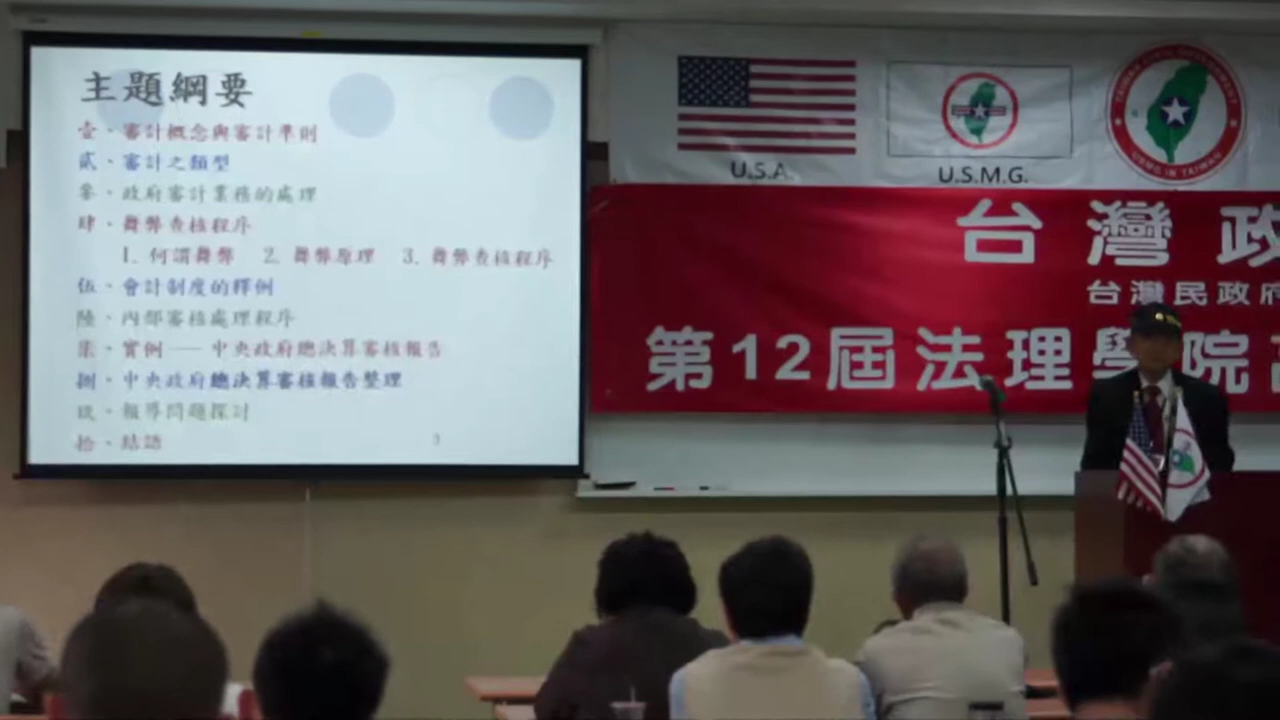 主題綱要
壹、審計概念與審計準則
貳、審計之類型
參、政府審計業務的處理
肆、舞弊查核程序
1. 何謂舞弊 2. 舞弊原理 3. 舞弊查核程序
伍、會計制度的釋例
陸、內部審核處理程序
柒、實例——中央政府總決算審核報告
捌、中央政府總決算審核報告整理
玖、報導問題探討
拾、結語
3
U.S.A.
U.S.M.G.
USMG IN TAIWAN
台灣政
台灣民政府
第12屆法理學院高